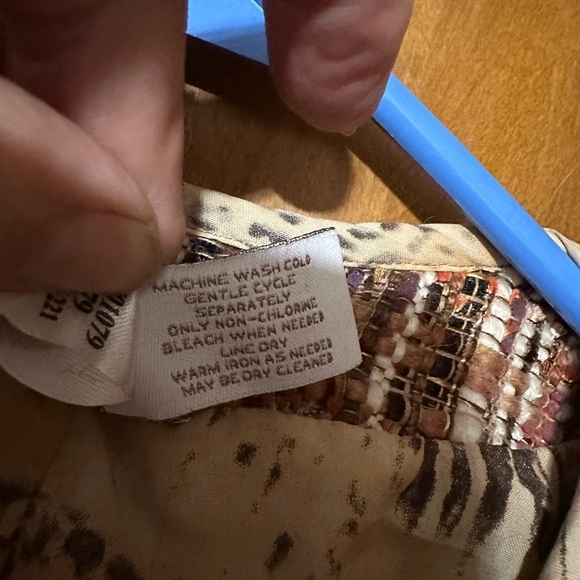 MACHINE WASH COLD
GENTLE CYCLE
SEPARATELY
ONLY NON-CHLORINE
BLEACH WHEN NEEDED
LINE DRY
WARM IRON AS NEEDED
MAY BE DRY CLEANED